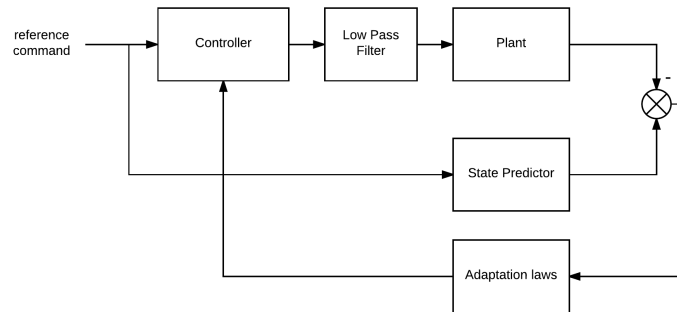 reference
command
Controller
Low Pass
Filter
Plant
-
State Predictor
Adaptation laws